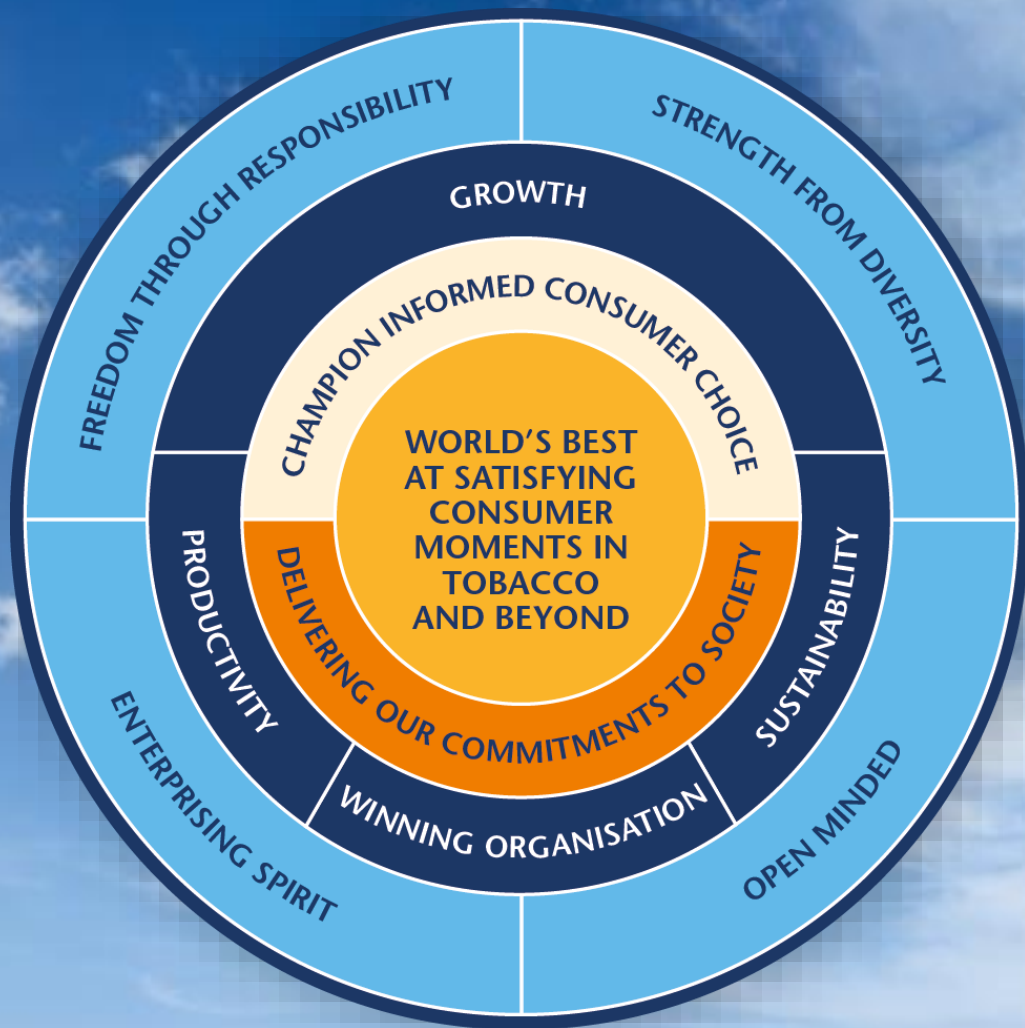 FREEDOM THROUGH RESPONSIBILITY
STRENGTH FROM DIVERSITY
GROWTH
CHAMPION INFORMED CONSUMER CHOICE
WORLD’S BEST
AT SATISFYING
CONSUMER
MOMENTS IN
TOBACCO
AND BEYOND
DELIVERING OUR COMMITMENTS TO SOCIETY
PRODUCTIVITY
SUSTAINABILITY
WINNING ORGANISATION
ENTERPRISING SPIRIT
OPEN MINDED